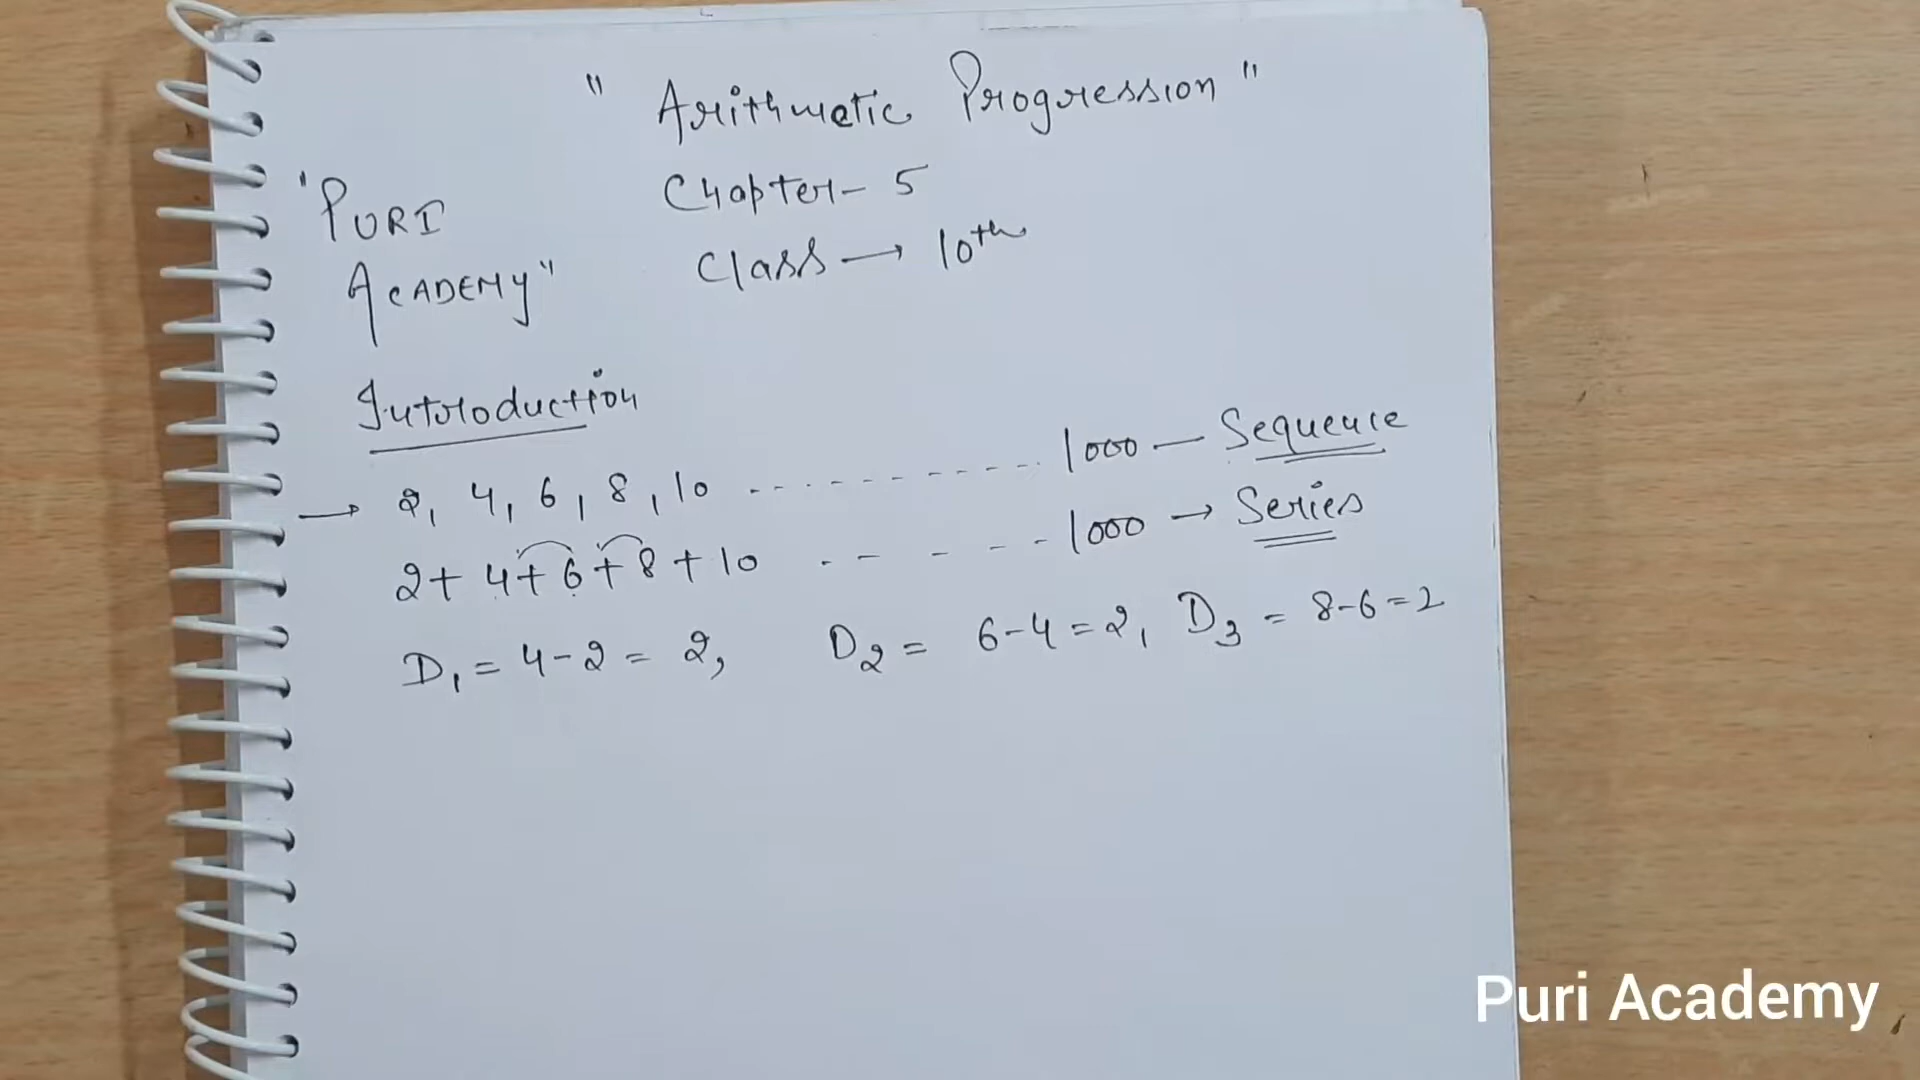 " Arithmetic Progression "
Chapter- 5
Class → 10th
"PURI
ACADEMY"
Introduction
→ 2, 4, 6, 8, 10 ------------ 1000 — Sequence
2+ 4+ 6+8+10 . - - - - - 1000 → Series
D₁ = 4-2 = 2, D₂ = 6-4=2, D₃ = 8-6=2
Puri Academy